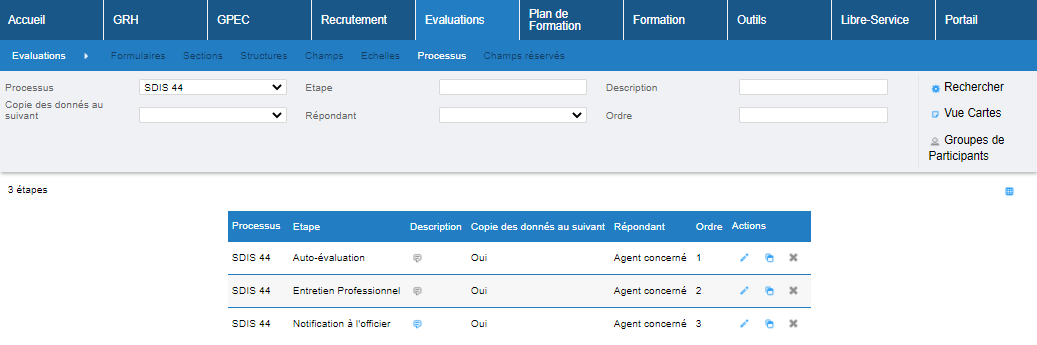 Accueil GRH GPEC Recrutement Evaluations Plan de Formation Formation Outils Libre-Service Portail
Evaluations Formulaires Sections Structures Champs Echelles Processus Champs réservés
Processus SDIS 44 Etape Description Rechercher
Copie des donnés au suivant Répondant Ordre Vue Cartes
Groupes de Participants
3 étapes
Processus Etape Description Copie des donnés au suivant Répondant Ordre Actions
SDIS 44 Auto-évaluation Oui Agent concerné 1
SDIS 44 Entretien Professionnel Oui Agent concerné 2
SDIS 44 Notification à l'officier Oui Agent concerné 3